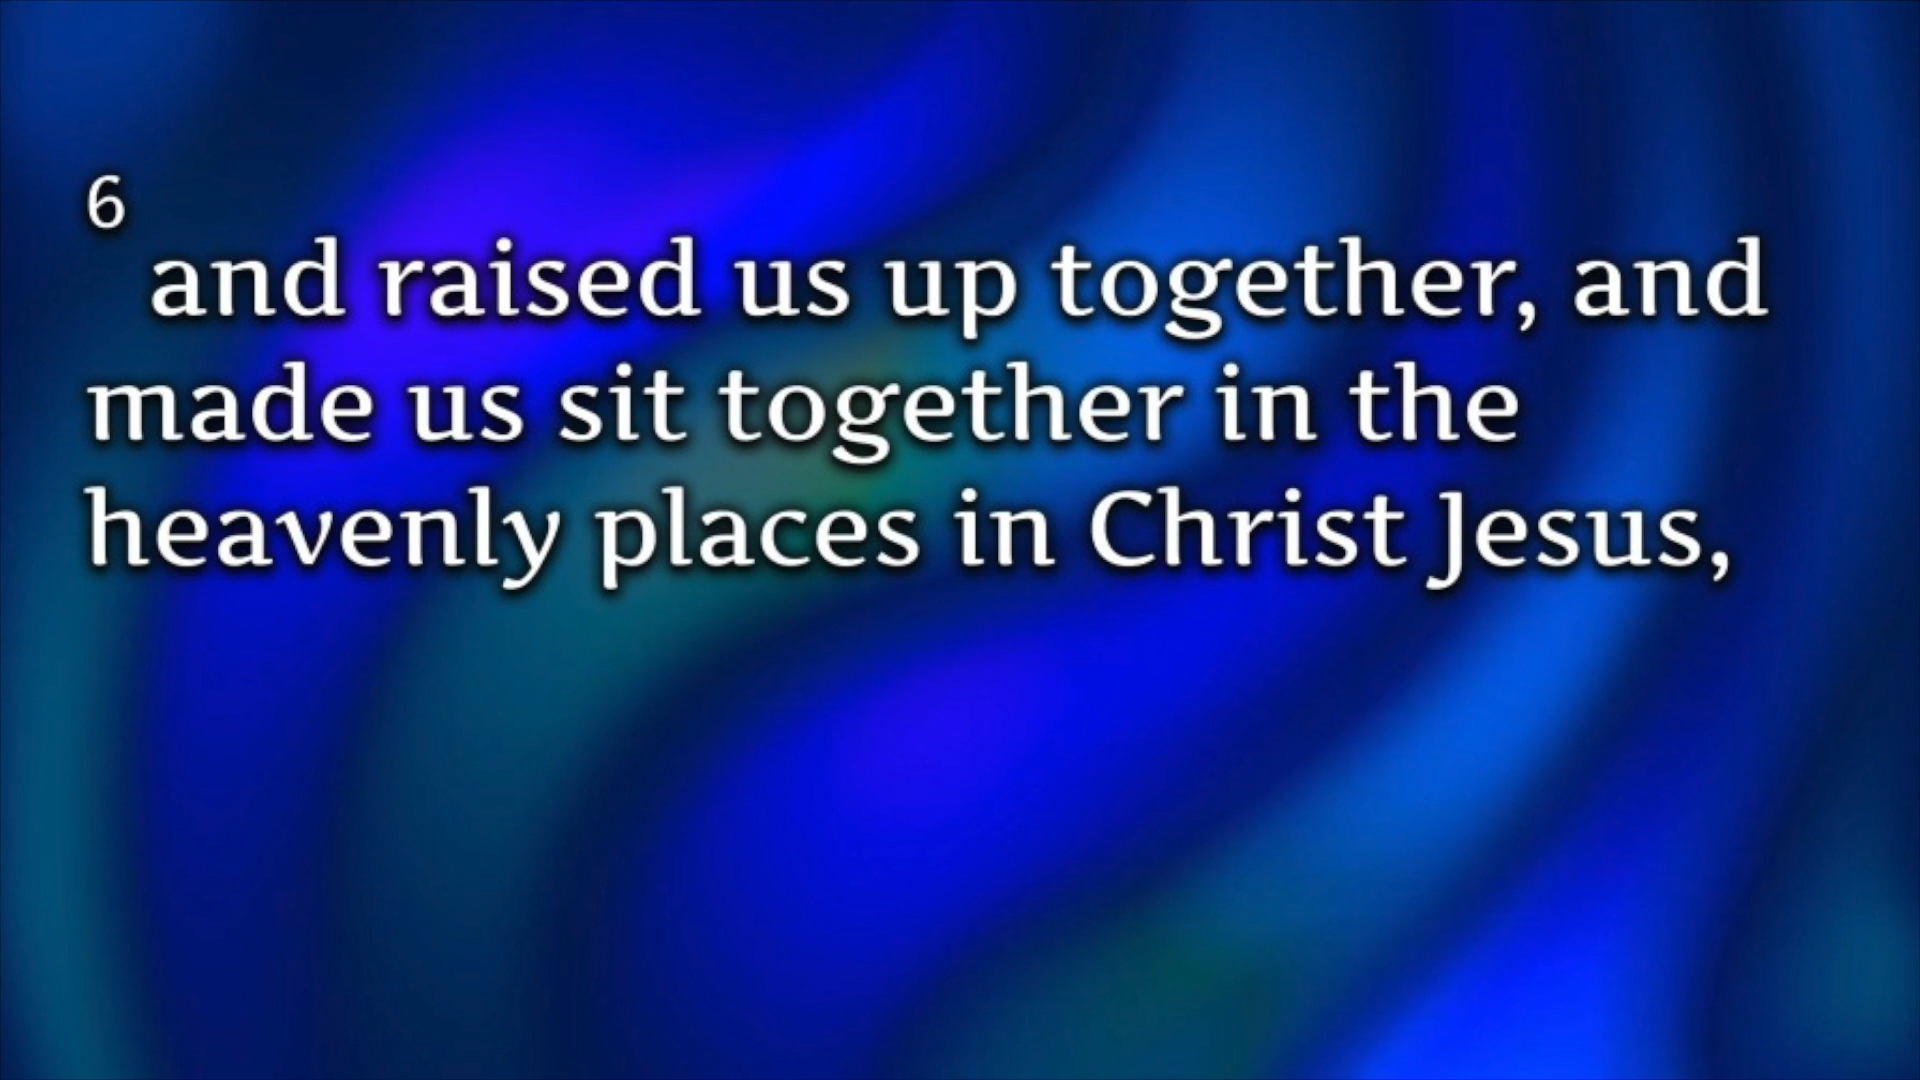 6
and raised us up together, and
made us sit together in the
heavenly places in Christ Jesus,